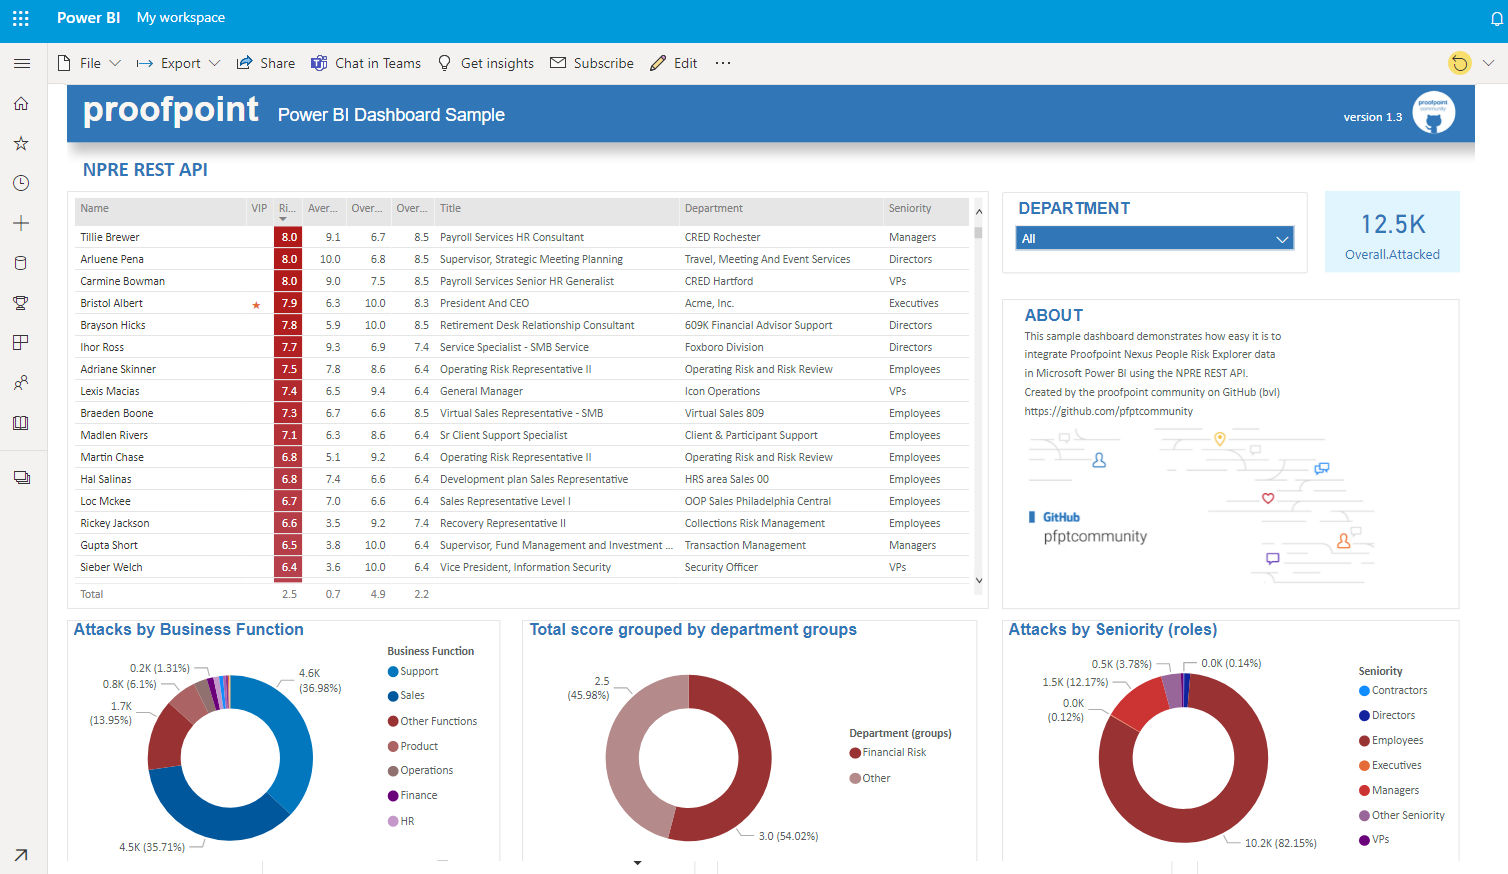 Power BI My workspace
File Export Share Chat in Teams Get insights Subscribe Edit ...
proofpoint Power BI Dashboard Sample version 1.3 proofpoint community
NPRE REST API
Name VIP Ri... Aver... Over... Over... Title Department Seniority
Tillie Brewer 8.0 9.1 6.7 8.5 Payroll Services HR Consultant CRED Rochester Managers
Arluene Pena 8.0 10.0 6.8 8.5 Supervisor, Strategic Meeting Planning Travel, Meeting And Event Services Directors
Carmine Bowman 8.0 9.0 7.5 8.5 Payroll Services Senior HR Generalist CRED Hartford VPs
Bristol Albert 7.9 6.3 10.0 8.3 President And CEO Acme, Inc. Executives
Brayson Hicks 7.8 5.9 10.0 8.5 Retirement Desk Relationship Consultant 609K Financial Advisor Support Directors
Ihor Ross 7.7 9.3 6.9 7.4 Service Specialist - SMB Service Foxboro Division Directors
Adriane Skinner 7.5 7.8 8.6 6.4 Operating Risk Representative II Operating Risk and Risk Review Employees
Lexis Macias 7.4 6.5 9.4 6.4 General Manager Icon Operations VPs
Braeden Boone 7.3 6.7 6.6 8.5 Virtual Sales Representative - SMB Virtual Sales 809 Employees
Madlen Rivers 7.1 6.3 8.6 6.4 Sr Client Support Specialist Client & Participant Support Employees
Martin Chase 6.8 5.1 9.2 6.4 Operating Risk Representative II Operating Risk and Risk Review Employees
Hal Salinas 6.8 7.4 6.6 6.4 Development plan Sales Representative HRS area Sales 00 Employees
Loc Mckee 6.7 7.0 6.6 6.4 Sales Representative Level I OOP Sales Philadelphia Central Employees
Rickey Jackson 6.6 3.5 9.2 7.4 Recovery Representative II Collections Risk Management Employees
Gupta Short 6.5 3.8 10.0 6.4 Supervisor, Fund Management and Investment ... Transaction Management Managers
Sieber Welch 6.4 3.6 10.0 6.4 Vice President, Information Security Security Officer VPs
Total 2.5 0.7 4.9 2.2
DEPARTMENT
All
12.5K
Overall.Attacked
ABOUT
This sample dashboard demonstrates how easy it is to
integrate Proofpoint Nexus People Risk Explorer data
in Microsoft Power BI using the NPRE REST API.
Created by the proofpoint community on GitHub (bvl)
https://github.com/pfptcommunity
GitHub
pfptcommunity
Attacks by Business Function
0.2K (1.31%)
0.8K (6.1%)
1.7K
(13.95%)
4.6K
(36.98%)
4.5K (35.71%)
Business Function
Support
Sales
Other Functions
Product
Operations
Finance
HR
Total score grouped by department groups
2.5
(45.98%)
3.0 (54.02%)
Department (groups)
Financial Risk
Other
Attacks by Seniority (roles)
0.5K (3.78%)
0.0K (0.14%)
1.5K (12.17%)
0.0K
(0.12%)
10.2K (82.15%)
Seniority
Contractors
Directors
Employees
Executives
Managers
Other Seniority
VPs